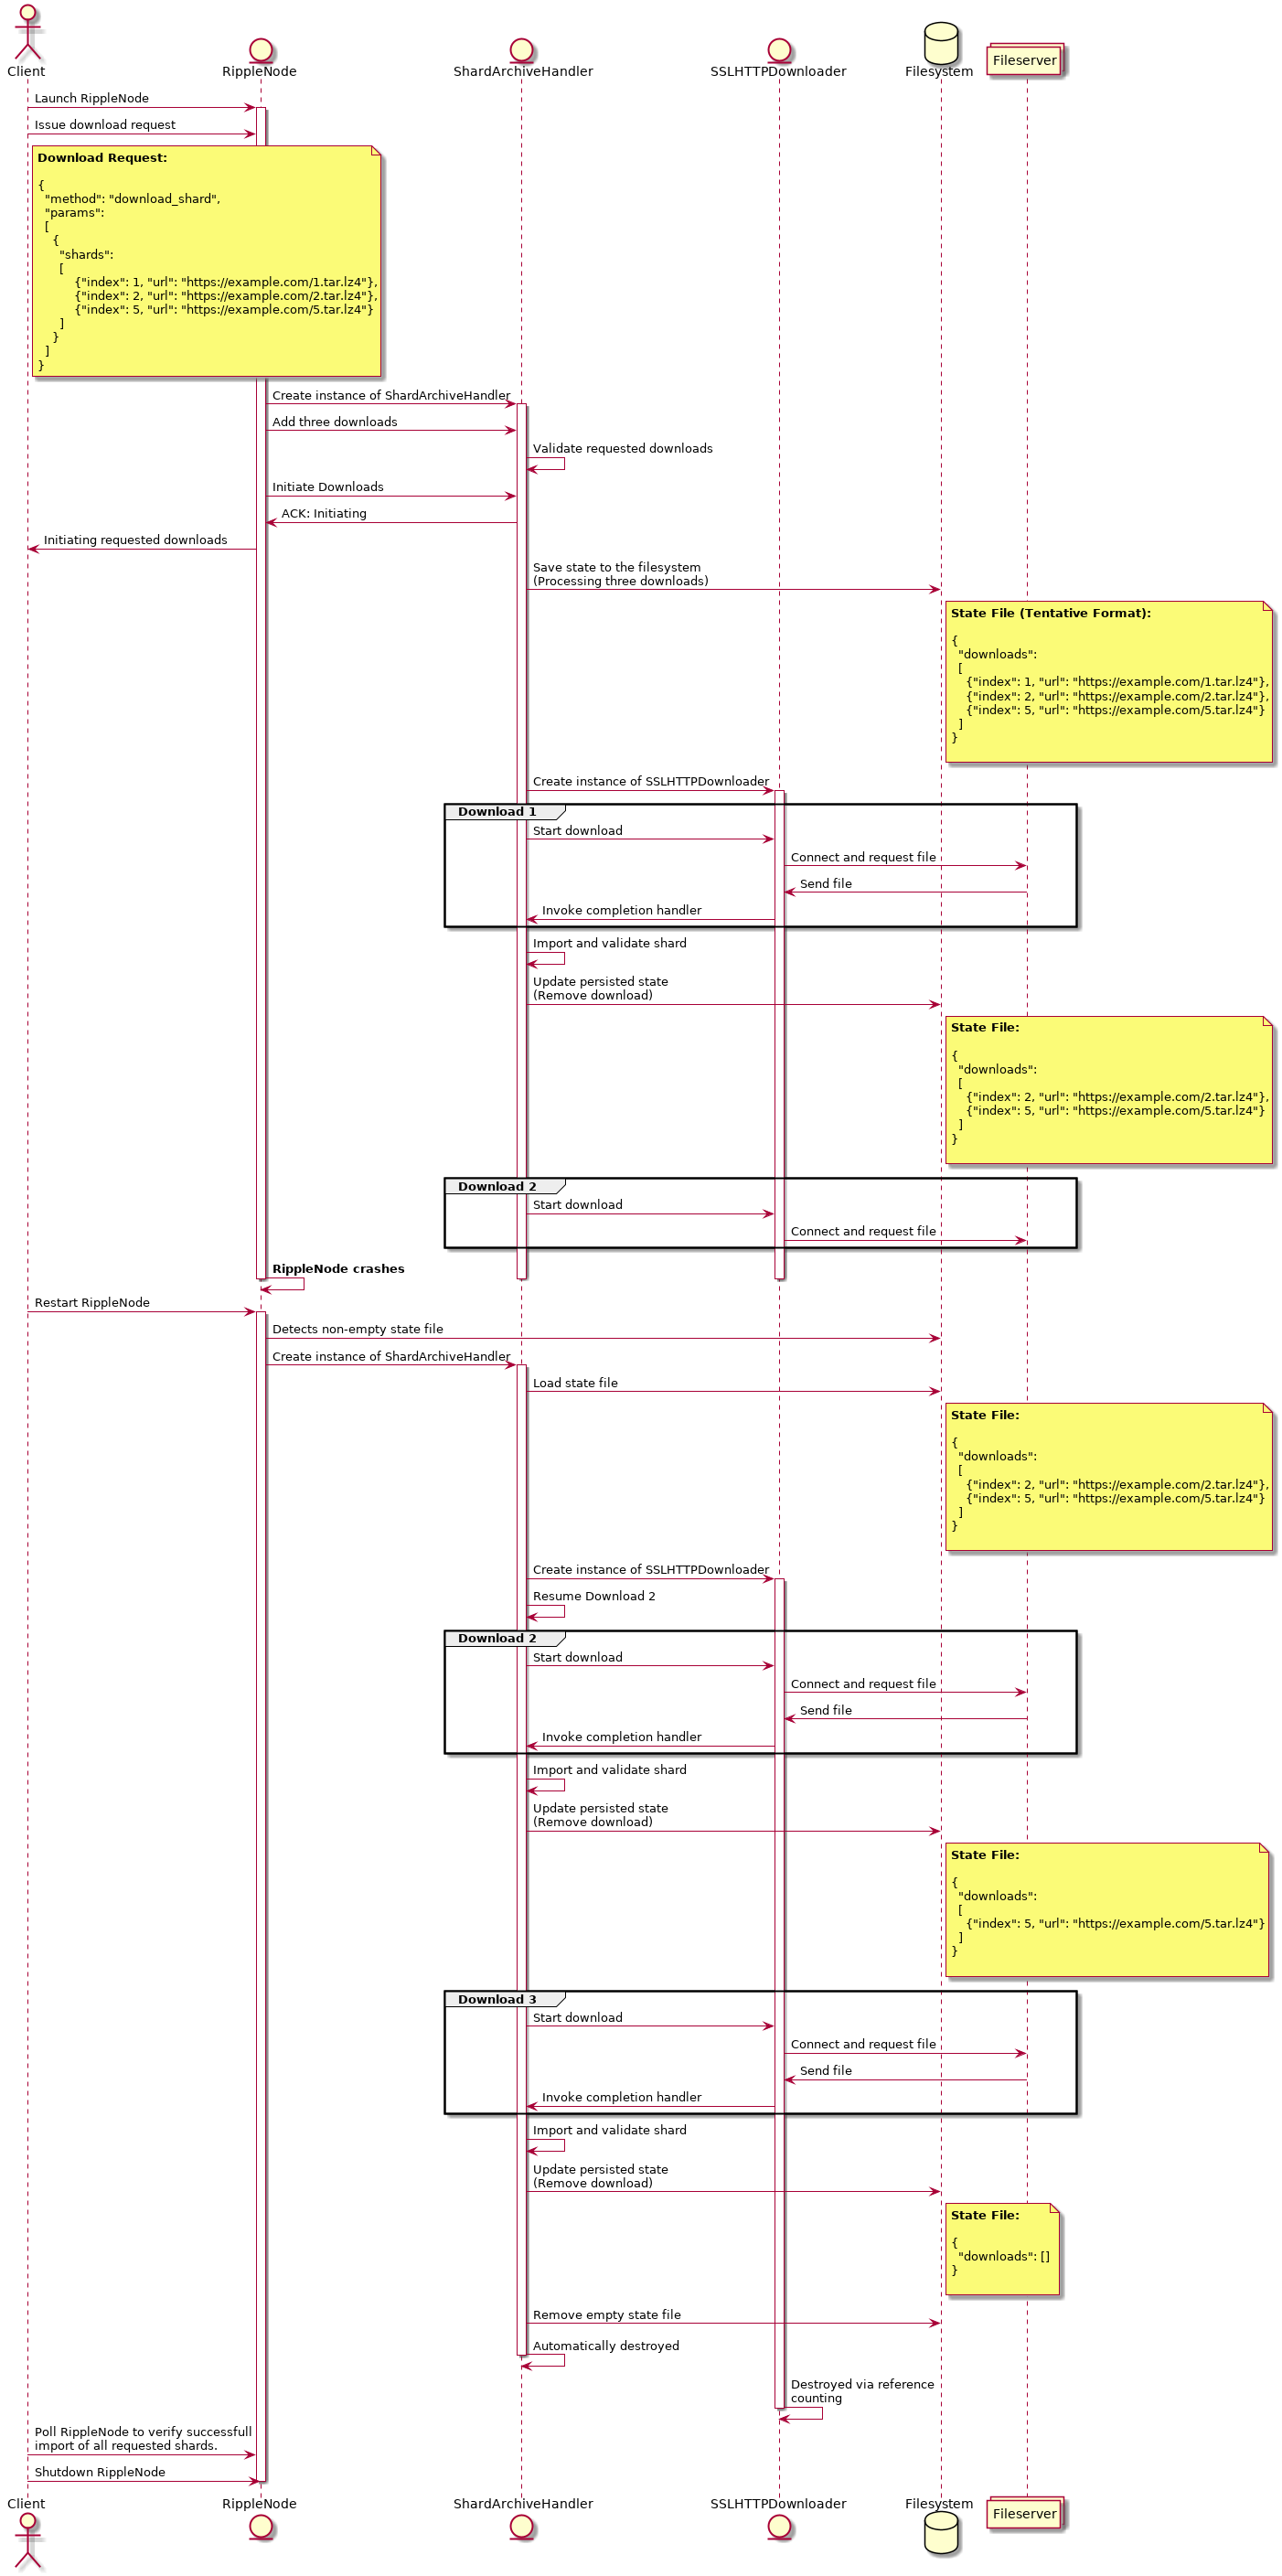 Client
RippleNode
ShardArchiveHandler
SSLHTTPDownloader
Filesystem
Fileserver
Launch RippleNode
Issue download request
Download Request:
{
"method": "download_shard",
"params":
[
{
"shards":
[
{"index": 1, "url": "https://example.com/1.tar.lz4"},
{"index": 2, "url": "https://example.com/2.tar.lz4"},
{"index": 5, "url": "https://example.com/5.tar.lz4"}
]
}
]
}
Create instance of ShardArchiveHandler
Add three downloads
Validate requested downloads
Initiate Downloads
ACK: Initiating
Initiating requested downloads
Save state to the filesystem
(Processing three downloads)
State File (Tentative Format):
{
"downloads":
[
{"index": 1, "url": "https://example.com/1.tar.lz4"},
{"index": 2, "url": "https://example.com/2.tar.lz4"},
{"index": 5, "url": "https://example.com/5.tar.lz4"}
]
}
Create instance of SSLHTTPDownloader
Download 1
Start download
Connect and request file
Send file
Invoke completion handler
Import and validate shard
Update persisted state
(Remove download)
State File:
{
"downloads":
[
{"index": 2, "url": "https://example.com/2.tar.lz4"},
{"index": 5, "url": "https://example.com/5.tar.lz4"}
]
}
Download 2
Start download
Connect and request file
RippleNode crashes
Restart RippleNode
Detects non-empty state file
Create instance of ShardArchiveHandler
Load state file
State File:
{
"downloads":
[
{"index": 2, "url": "https://example.com/2.tar.lz4"},
{"index": 5, "url": "https://example.com/5.tar.lz4"}
]
}
Create instance of SSLHTTPDownloader
Resume Download 2
Download 2
Start download
Connect and request file
Send file
Invoke completion handler
Import and validate shard
Update persisted state
(Remove download)
State File:
{
"downloads":
[
{"index": 5, "url": "https://example.com/5.tar.lz4"}
]
}
Download 3
Start download
Connect and request file
Send file
Invoke completion handler
Import and validate shard
Update persisted state
(Remove download)
State File:
{
"downloads": []
}
Remove empty state file
Automatically destroyed
Destroyed via reference
counting
Poll RippleNode to verify successfull
import of all requested shards.
Shutdown RippleNode
Client
RippleNode
ShardArchiveHandler
SSLHTTPDownloader
Filesystem
Fileserver